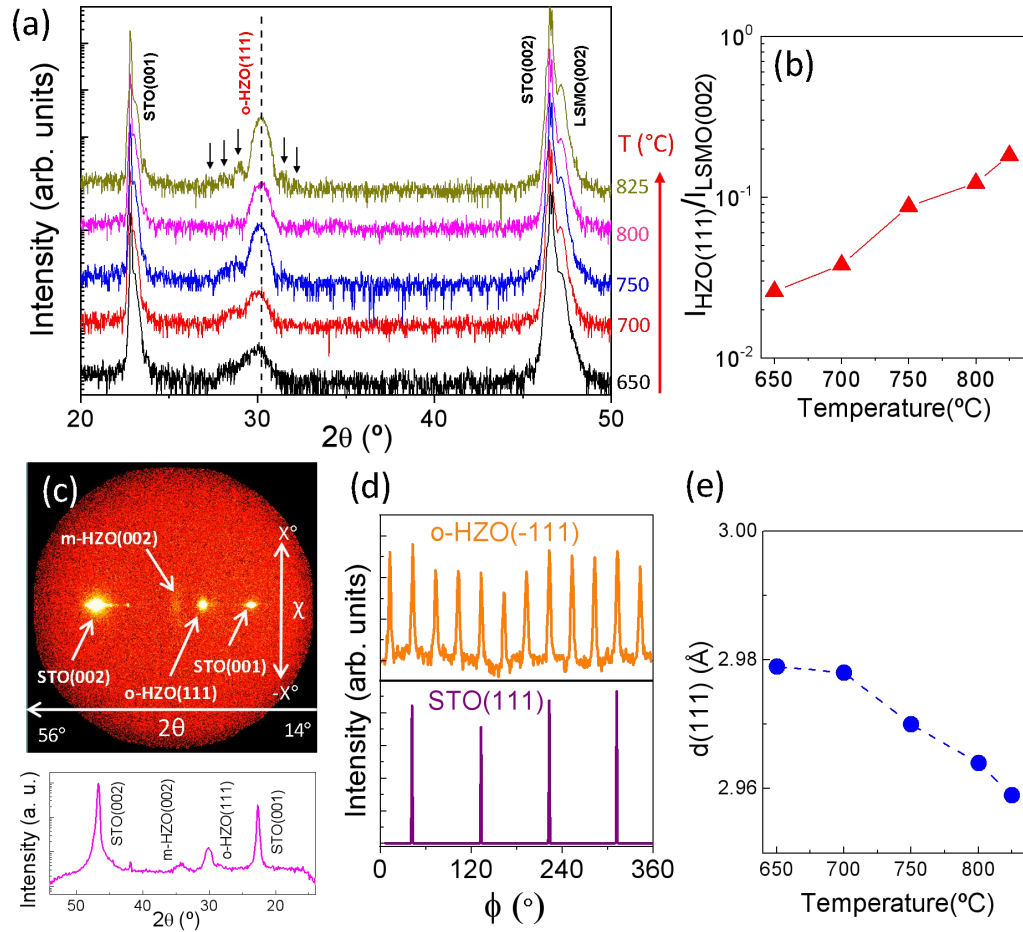 (a)
Intensity (arb. units)
STO(001)
o-HZO(111)
STO(002)
LSMO(002)
T (°C)
825
800
750
700
650
20 30 40 50
2θ (º)
(b)
I_HZO(111)/I_LSMO(002)
10⁰
10⁻¹
10⁻²
650 700 750 800
Temperature(ºC)
(c)
m-HZO(002)
X°
χ
STO(002)
STO(001)
o-HZO(111)
-X°
2θ
56° 14°
Intensity (a. u.)
STO(002)
m-HZO(002)
o-HZO(111)
STO(001)
50 40 30 20
2θ (º)
(d)
o-HZO(-111)
Intensity (arb. units)
STO(111)
0 120 240 360
ϕ (°)
(e)
d(111) (Å)
3.00
2.98
2.96
650 700 750 800
Temperature(ºC)